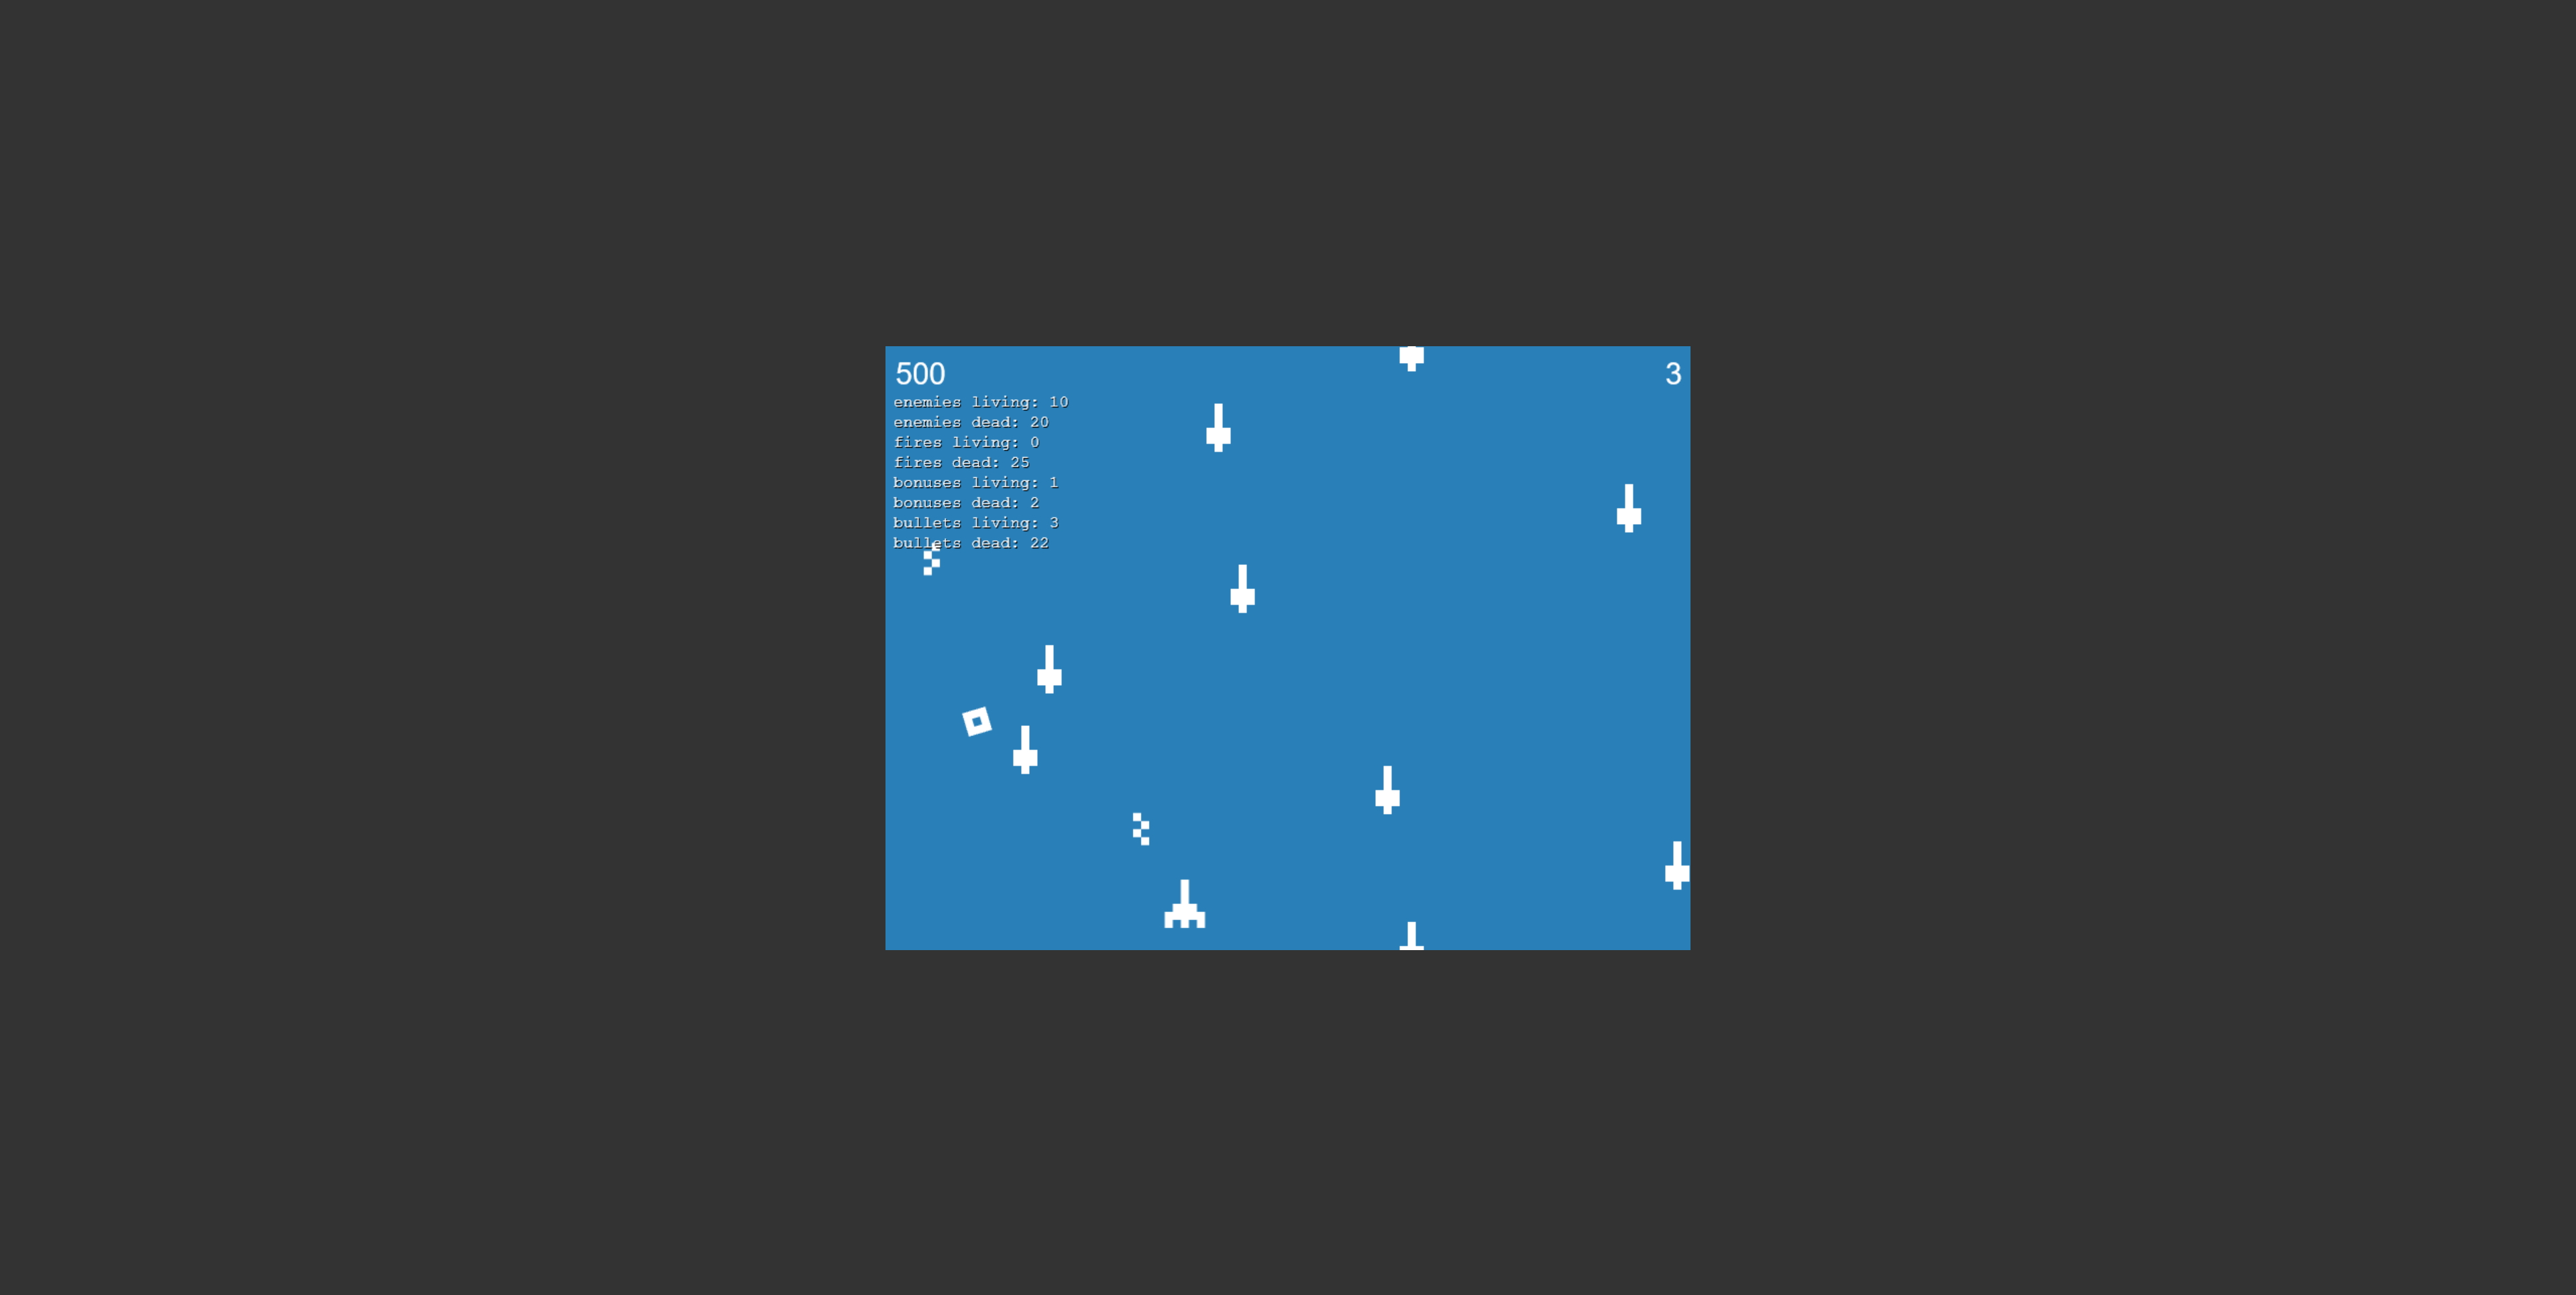 500
3
enemies living: 10
enemies dead: 20
fires living: 0
fires dead: 25
bonuses living: 1
bonuses dead: 2
bullets living: 3
bullets dead: 22